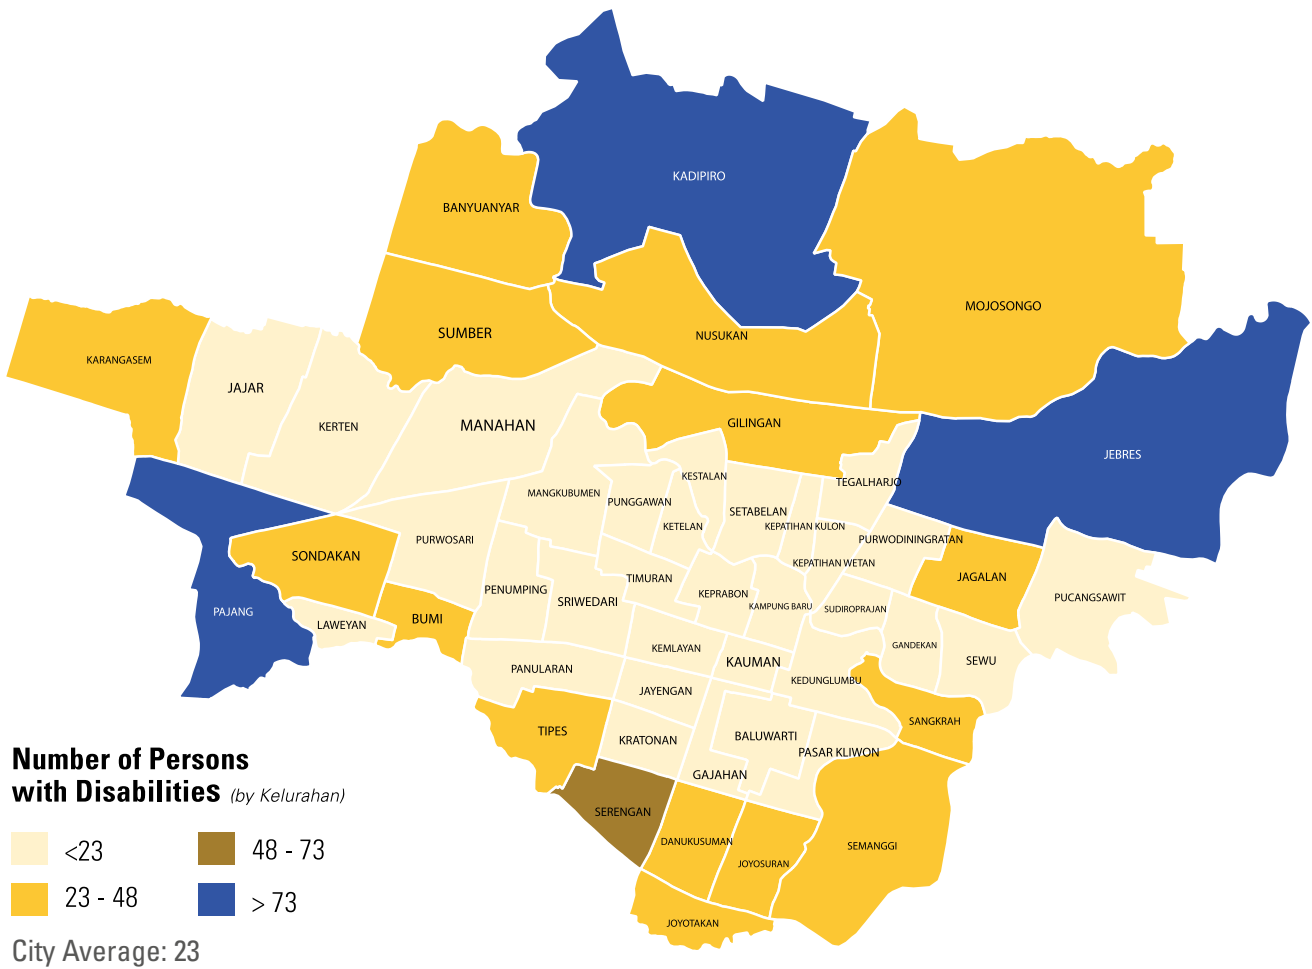 KADIPIRO
BANYUANYAR
MOJOSONGO
SUMBER
NUSUKAN
KARANGASEM
JAJAR
GILINGAN
KERTEN
MANAHAN
JEBRES
KESTALAN
TEGALHARJO
MANGKUBUMEN
PUNGGAWAN
SETABELAN
KETELAN
KEPATIHAN KULON
PURWOSARI
PURWODININGRATAN
SONDAKAN
KEPATIHAN WETAN
TIMURAN
JAGALAN
PENUMPING
KEPRABON
PUCANGSAWIT
SRIWEDARI
KAMPUNG BARU
SUDIROPRAJAN
PAJANG
BUMI
LAWEYAN
GANDEKAN
KEMLAYAN
KAUMAN
SEWU
PANULARAN
KEDUNGLUMBU
JAYENGAN
SANGKRAH
TIPES
BALUWARTI
KRATONAN
PASAR KLIWON
GAJAHAN
SERENGAN
DANUKUSUMAN
SEMANGGI
JOYOSURAN
JOYOTAKAN
Number of Persons
with Disabilities (by Kelurahan)
<23
48 - 73
23 - 48
> 73
City Average: 23